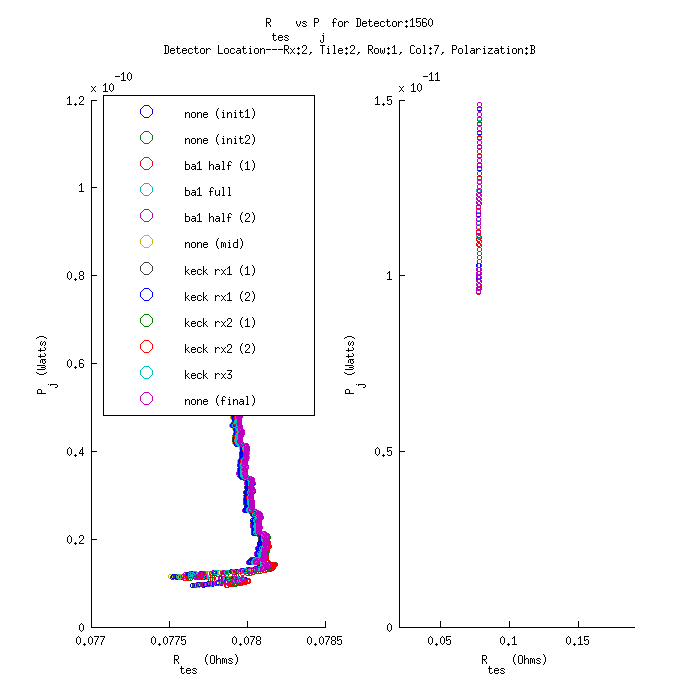 R tes vs P j for Detector:1560
Detector Location---Rx:2, Tile:2, Row:1, Col:7, Polarization:B
x 10-10
1.2
1
0.8
0.6
0.4
0.2
0
0.077
0.0775
0.078
0.0785
P j (Watts)
R tes (Ohms)
none (init1)
none (init2)
ba1 half (1)
ba1 full
ba1 half (2)
none (mid)
keck rx1 (1)
keck rx1 (2)
keck rx2 (1)
keck rx2 (2)
keck rx3
none (final)
x 10-11
1.5
1
0.5
0
0.05
0.1
0.15
P j (Watts)
R tes (Ohms)